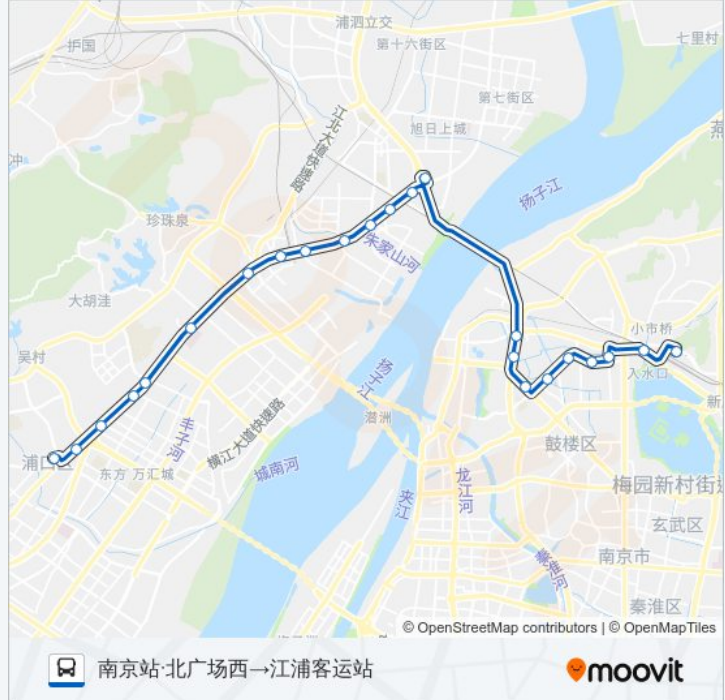 浦泗立交
七里村
护国
第十六街区
第七街区
江北大道快速路
旭日上城
燕
冲
扬子江
珍珠泉
朱家山河
大胡洼
小市桥
吴村
入水口
扬子江
新
潜洲
丰子河
横江大道快速路
鼓楼区
浦口区
东方 万汇城
城南河
龙江河
梅园新村街道
夹江
玄武区
南京市
秦淮河
秦淮区
© OpenStreetMap contributors | © OpenMapTiles
南京站·北广场西→江浦客运站
moovit